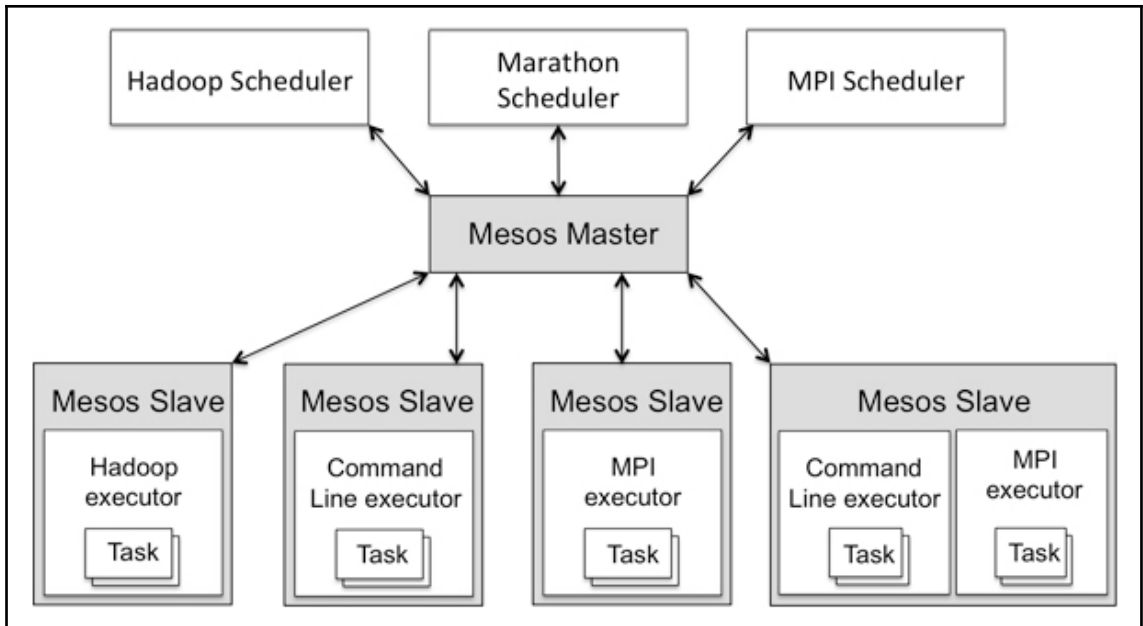 Hadoop Scheduler
Marathon
Scheduler
MPI Scheduler
Mesos Master
Mesos Slave
Hadoop
executor
Task
Mesos Slave
Command
Line executor
Task
Mesos Slave
MPI
executor
Task
Mesos Slave
Command
Line executor
Task
MPI
executor
Task